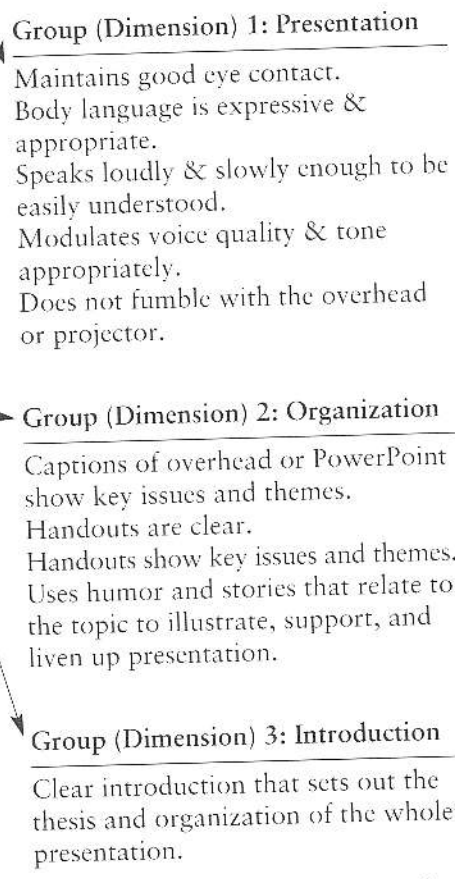 Group (Dimension) 1: Presentation
Maintains good eye contact.
Body language is expressive &
appropriate.
Speaks loudly & slowly enough to be
easily understood.
Modulates voice quality & tone
appropriately.
Does not fumble with the overhead
or projector.
Group (Dimension) 2: Organization
Captions of overhead or PowerPoint
show key issues and themes.
Handouts are clear.
Handouts show key issues and themes.
Uses humor and stories that relate to
the topic to illustrate, support, and
liven up presentation.
Group (Dimension) 3: Introduction
Clear introduction that sets out the
thesis and organization of the whole
presentation.